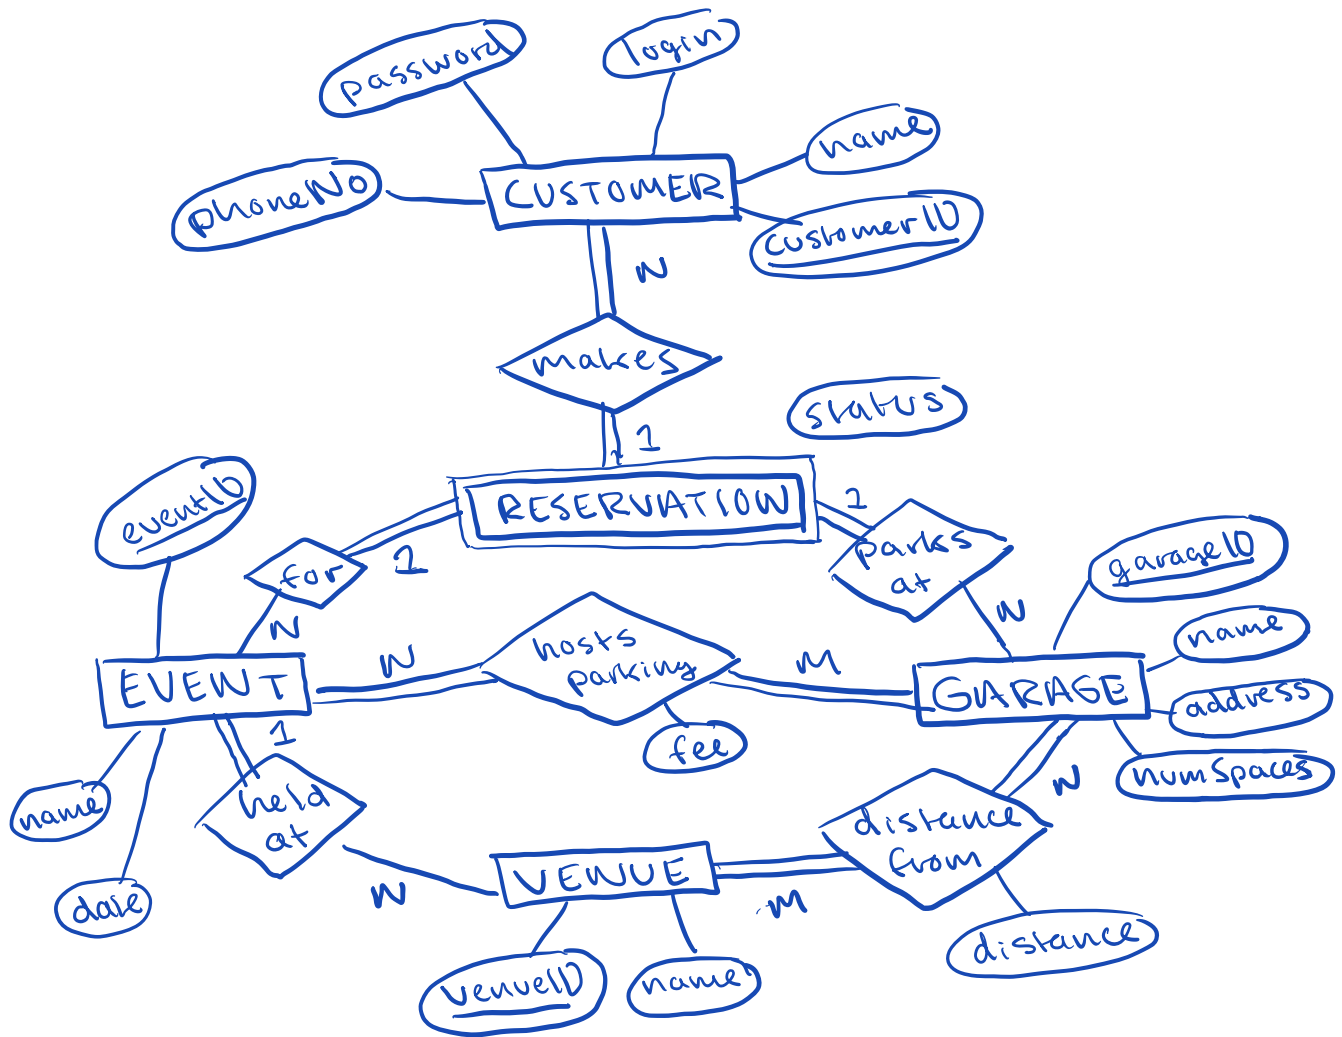 password
login
name
phoneNo
CUSTOMER
customerID
N
makes
status
1
eventID
RESERVATION
1
parks
at
for
1
garageID
N
N
name
hosts
parking
N
M
EVENT
GARAGE
address
1
fee
numSpaces
name
held
at
N
distance
from
date
N
VENUE
M
distance
venueID
name